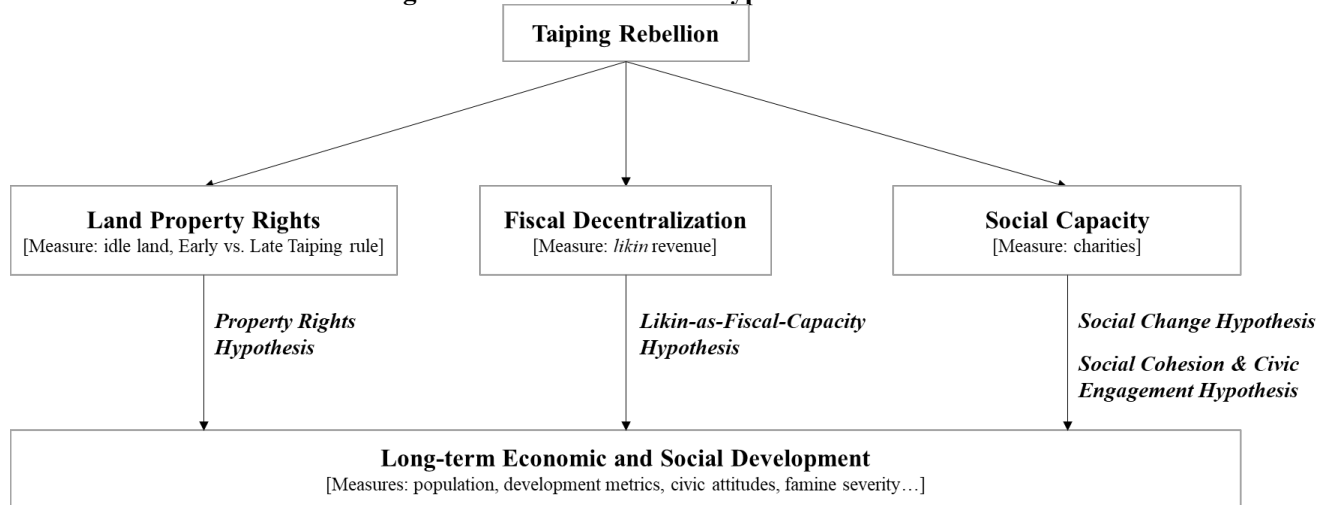 Taiping Rebellion
Land Property Rights
[Measure: idle land, Early vs. Late Taiping rule]
Fiscal Decentralization
[Measure: likin revenue]
Social Capacity
[Measure: charities]
Property Rights
Hypothesis
Likin-as-Fiscal-Capacity
Hypothesis
Social Change Hypothesis
Social Cohesion & Civic
Engagement Hypothesis
Long-term Economic and Social Development
[Measures: population, development metrics, civic attitudes, famine severity…]